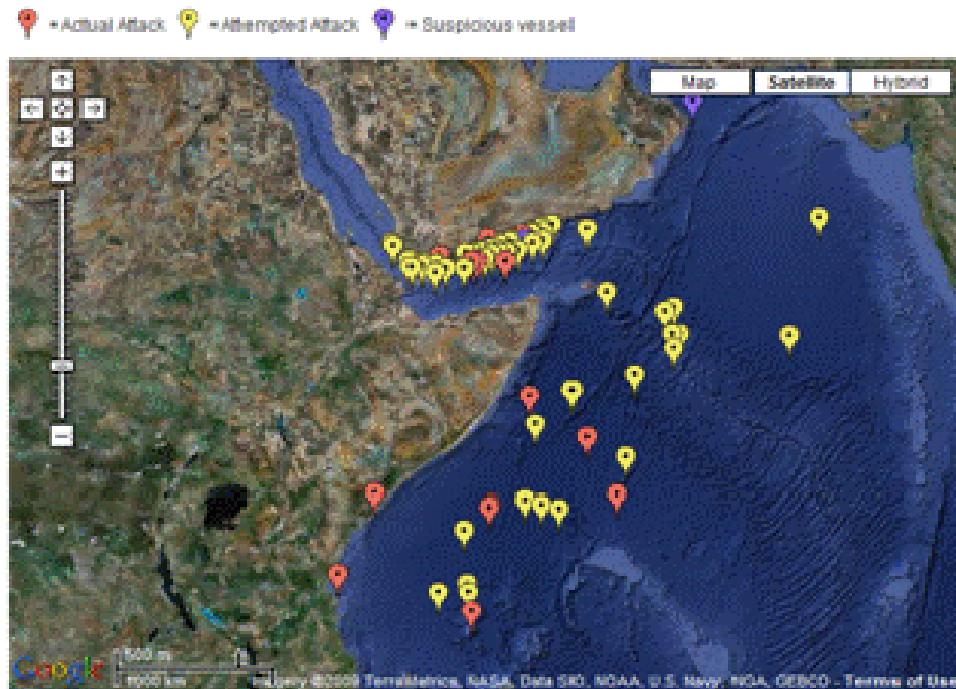 = Actual Attack = Attempted Attack = Suspicious vessel
Map Satellite Hybrid
Google
500 m
1000 km
Imagery ©2009 TerraMetrics, NASA, Data SIO, NOAA, U.S. Navy, NGA, GEBCO - Terms of Use